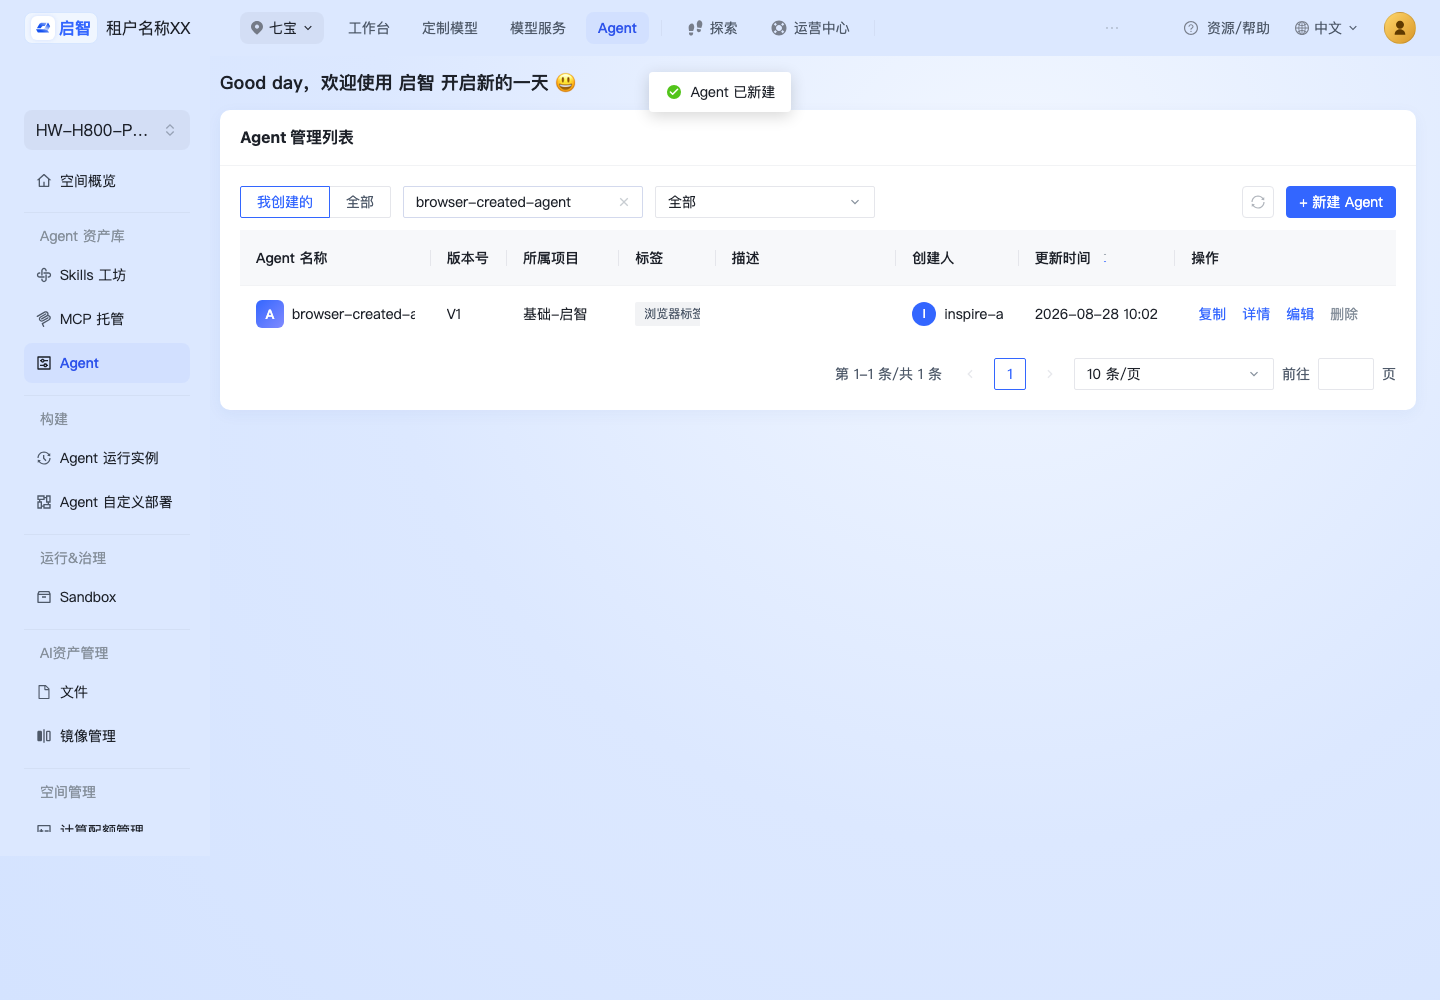 启智 租户名称XX 七宝 工作台 定制模型 模型服务 Agent 探索 运营中心 ··· 资源/帮助 中文
Good day，欢迎使用 启智 开启新的一天 😃
Agent 已新建
HW-H800-P...
空间概览
Agent 资产库
Skills 工坊
MCP 托管
Agent
构建
Agent 运行实例
Agent 自定义部署
运行&治理
Sandbox
AI资产管理
文件
镜像管理
空间管理
计算配额管理
Agent 管理列表
我创建的 全部 browser-created-agent 全部 + 新建 Agent
Agent 名称 版本号 所属项目 标签 描述 创建人 更新时间 操作
A browser-created-a V1 基础-启智 浏览器标签 I inspire-a 2026-08-28 10:02 复制 详情 编辑 删除
第 1-1 条/共 1 条 1 10 条/页 前往 页